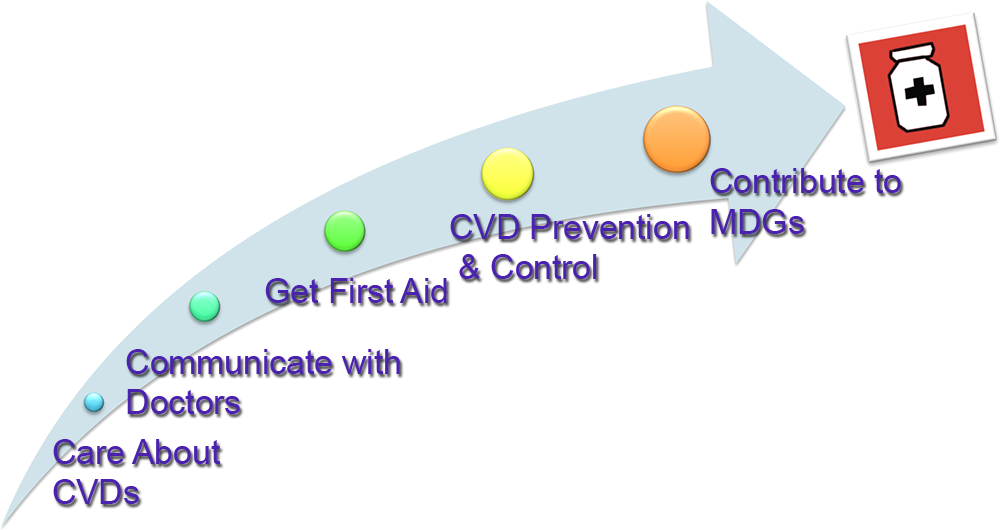 Care About
CVDs
Communicate with
Doctors
Get First Aid
CVD Prevention
& Control
Contribute to
MDGs